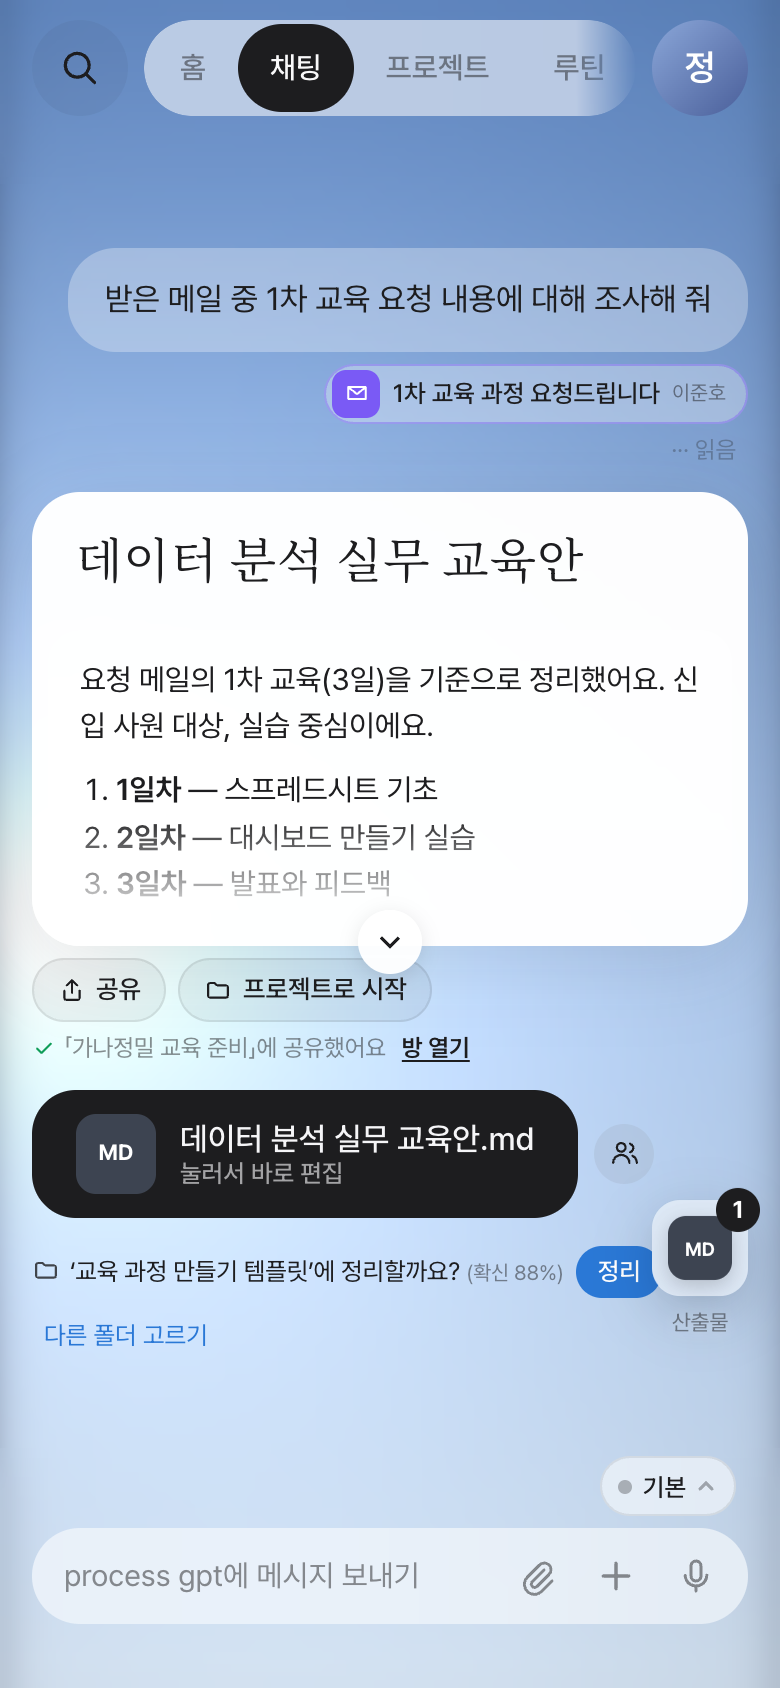 홈
채팅
프로젝트
루틴
정
받은 메일 중 1차 교육 요청 내용에 대해 조사해 줘
1차 교육 과정 요청드립니다 이준호
··· 읽음
데이터 분석 실무 교육안
요청 메일의 1차 교육(3일)을 기준으로 정리했어요. 신
입 사원 대상, 실습 중심이에요.
1. 1일차 — 스프레드시트 기초
2. 2일차 — 대시보드 만들기 실습
3. 3일차 — 발표와 피드백
공유
프로젝트로 시작
「가나정밀 교육 준비」에 공유했어요 방 열기
MD
데이터 분석 실무 교육안.md
눌러서 바로 편집
1
MD
산출물
‘교육 과정 만들기 템플릿’에 정리할까요? (확신 88%) 정리
다른 폴더 고르기
기본
process gpt에 메시지 보내기